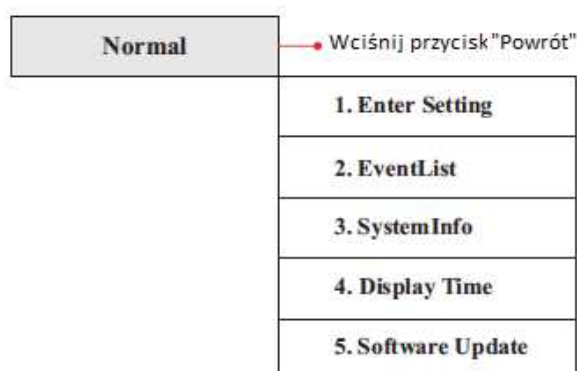 Normal
Wciśnij przycisk"Powrót"
1. Enter Setting
2. EventList
3. SystemInfo
4. Display Time
5. Software Update